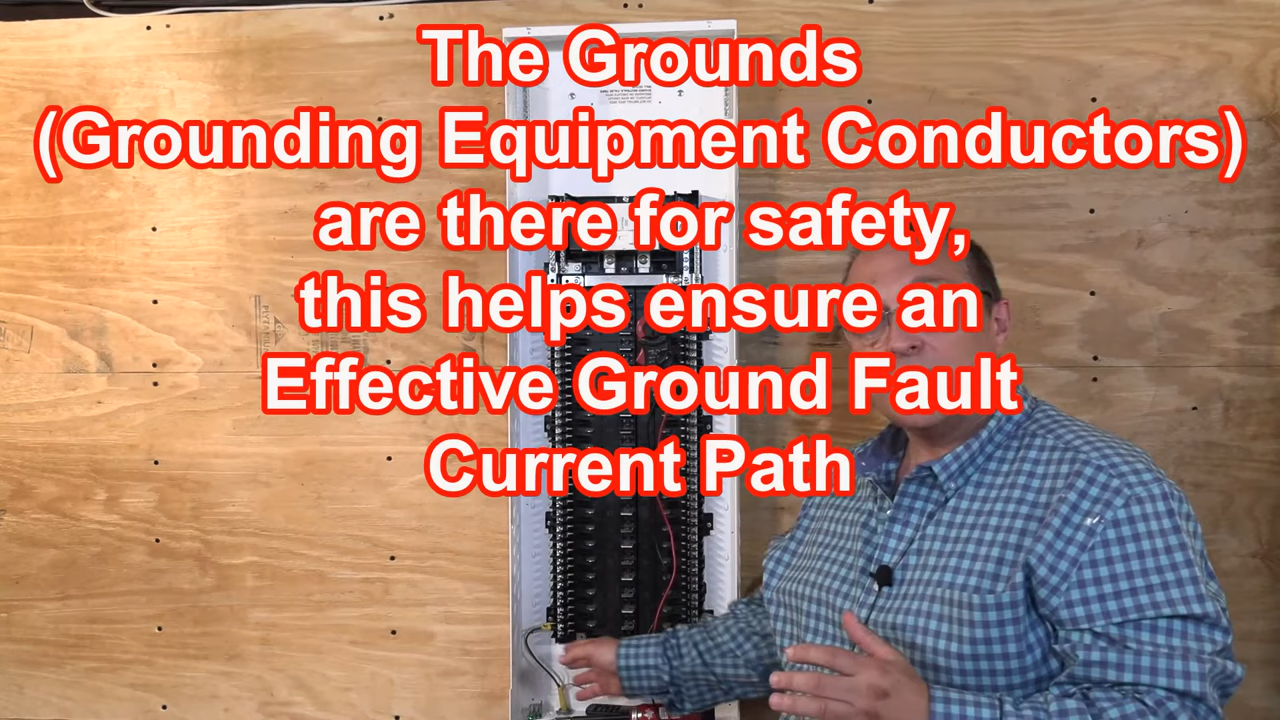 The Grounds
(Grounding Equipment Conductors)
are there for safety,
this helps ensure an
Effective Ground Fault
Current Path